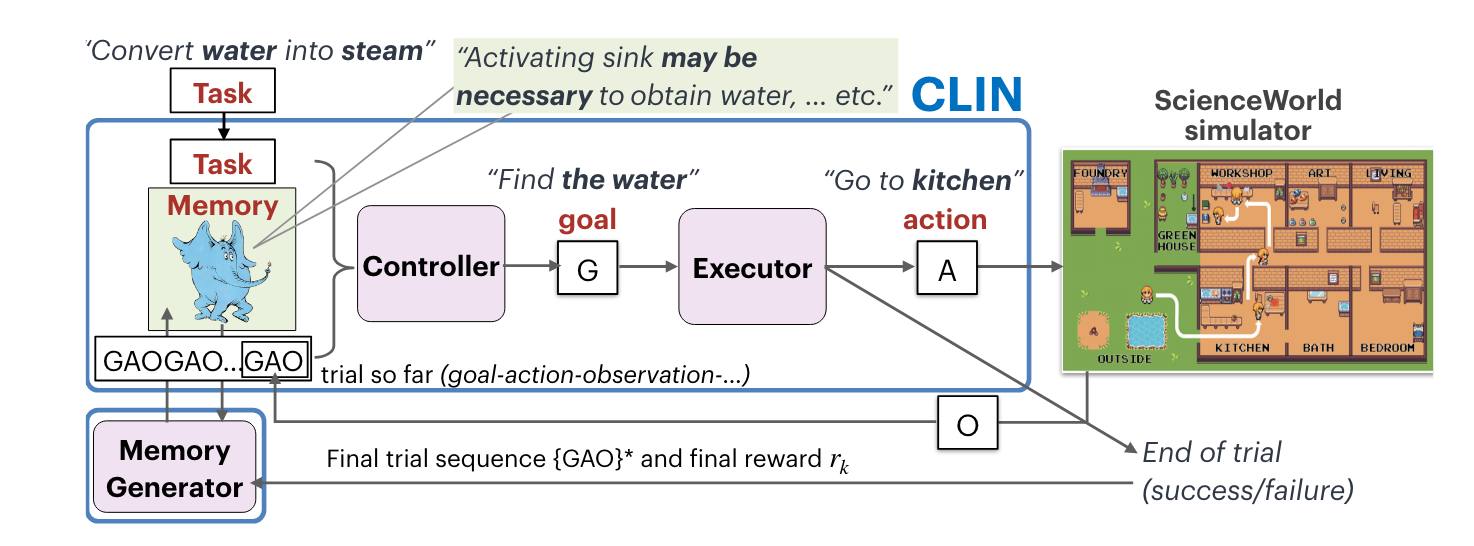 “Convert water into steam”
Task
“Activating sink may be
necessary to obtain water, ... etc.”
CLIN
ScienceWorld
simulator
Task
Memory
“Find the water”
goal
“Go to kitchen”
action
Controller
G
Executor
A
FOUNDRY
WORKSHOP
ART
LIVING
GREEN
HOUSE
A
OUTSIDE
KITCHEN
BATH
BEDROOM
GAOGAO...GAO
trial so far (goal-action-observation-...)
O
Memory
Generator
Final trial sequence {GAO}* and final reward rk
End of trial
(success/failure)